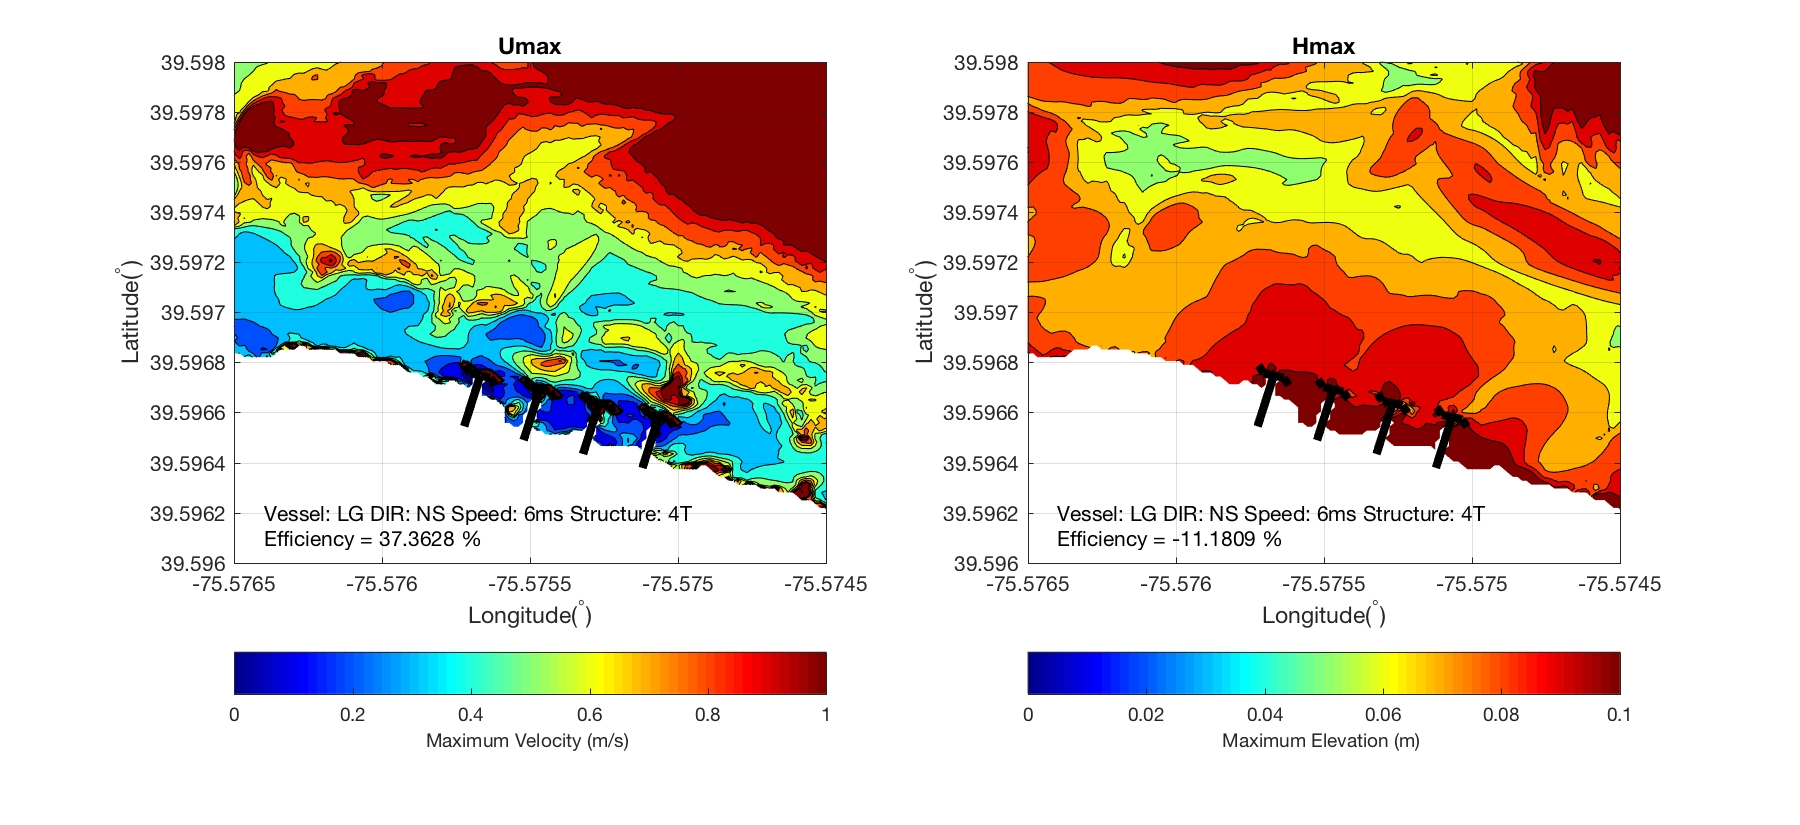 Umax
39.598
39.5978
39.5976
39.5974
39.5972
39.597
39.5968
39.5966
39.5964
39.5962
39.596
Latitude(°)
Vessel: LG DIR: NS Speed: 6ms Structure: 4T
Efficiency = 37.3628 %
-75.5765 -75.576 -75.5755 -75.575 -75.5745
Longitude(°)
0 0.2 0.4 0.6 0.8 1
Maximum Velocity (m/s)
Hmax
39.598
39.5978
39.5976
39.5974
39.5972
39.597
39.5968
39.5966
39.5964
39.5962
39.596
Latitude(°)
Vessel: LG DIR: NS Speed: 6ms Structure: 4T
Efficiency = -11.1809 %
-75.5765 -75.576 -75.5755 -75.575 -75.5745
Longitude(°)
0 0.02 0.04 0.06 0.08 0.1
Maximum Elevation (m)